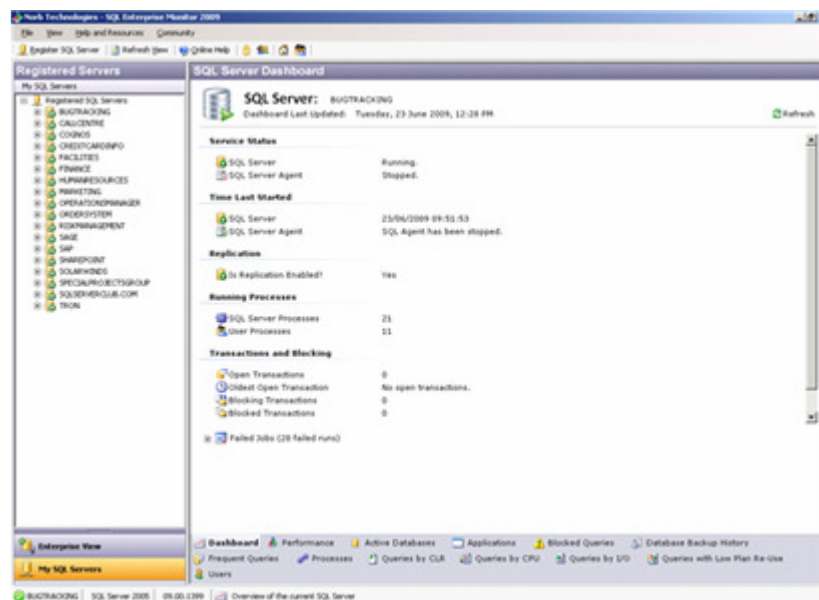 Norb Technologies - SQL Enterprise Monitor 2009
File View Help and Resources Community
Register SQL Server Refresh View Online Help
Registered Servers
My SQL Servers
Registered SQL Servers
BUGTRACKING
CALLCENTRE
COGNOS
CREDITCARDINFO
FACILITIES
FINANCE
HUMANRESOURCES
MARKETING
OPERATIONSMANAGER
ORDERSYSTEM
RISKMANAGEMENT
SAGE
SAP
SHAREPOINT
SOLARWINDS
SPECIALPROJECTSGROUP
SQLSERVERCLUB.COM
TRON
Enterprise View
My SQL Servers
SQL Server Dashboard
SQL Server: BUGTRACKING
Dashboard Last Updated: Tuesday, 23 June 2009, 12:28 PM
Refresh
Service Status
SQL Server Running.
SQL Server Agent Stopped.
Time Last Started
SQL Server 23/06/2009 09:51:53
SQL Server Agent SQL Agent has been stopped.
Replication
Is Replication Enabled? Yes
Running Processes
SQL Server Processes 21
User Processes 11
Transactions and Blocking
Open Transactions 0
Oldest Open Transaction No open transactions.
Blocking Transactions 0
Blocked Transactions 0
Failed Jobs (28 failed runs)
Dashboard Performance Active Databases Applications Blocked Queries Database Backup History
Frequent Queries Processes Queries by CLR Queries by CPU Queries by I/O Queries with Low Plan Re-Use
Users
BUGTRACKING SQL Server 2005 09.00.1399 Overview of the current SQL Server